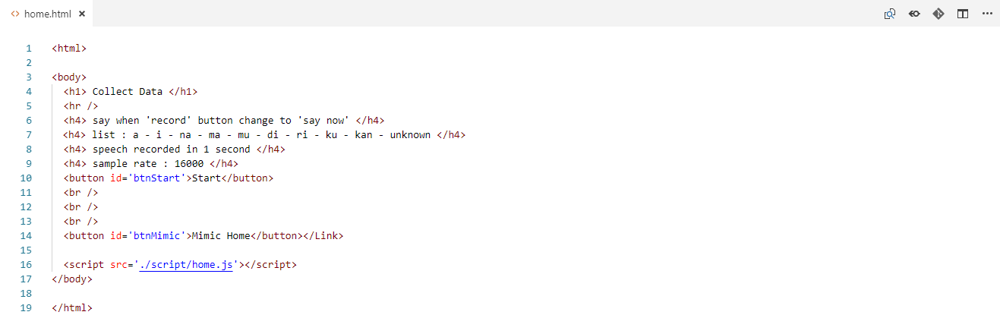 home.html
1 <html>
2
3 <body>
4 <h1> Collect Data </h1>
5 <hr />
6 <h4> say when 'record' button change to 'say now' </h4>
7 <h4> list : a - i - na - ma - mu - di - ri - ku - kan - unknown </h4>
8 <h4> speech recorded in 1 second </h4>
9 <h4> sample rate : 16000 </h4>
10 <button id='btnStart'>Start</button>
11 <br />
12 <br />
13 <br />
14 <button id='btnMimic'>Mimic Home</button></Link>
15
16 <script src='./script/home.js'></script>
17 </body>
18
19 </html>